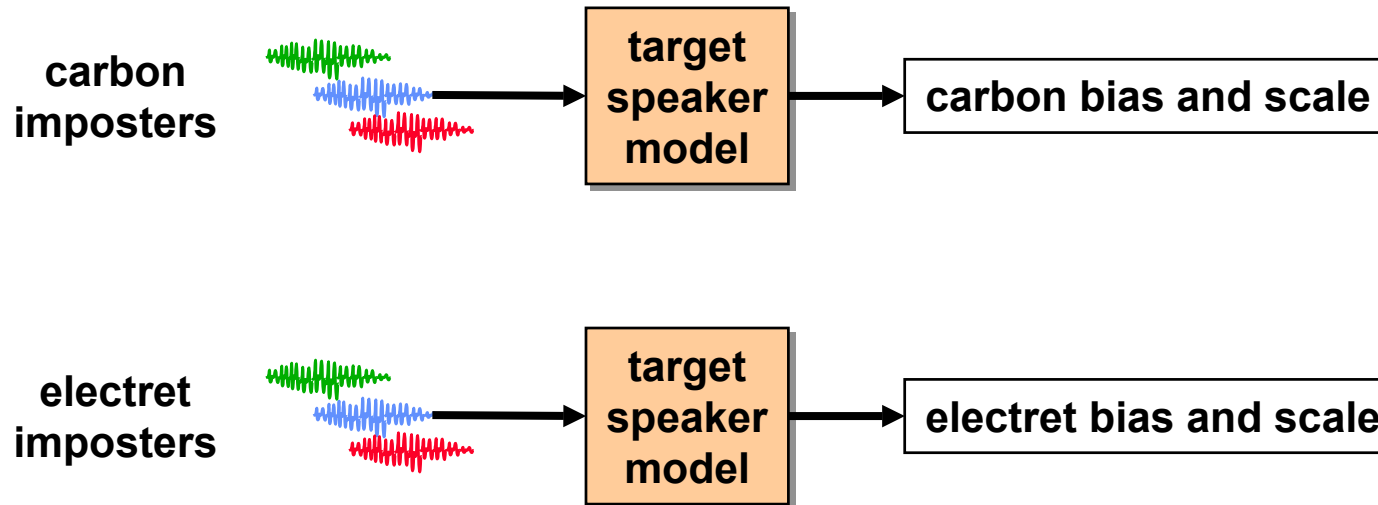 carbon
imposters
target
speaker
model
carbon bias and scale
electret
imposters
target
speaker
model
electret bias and scale